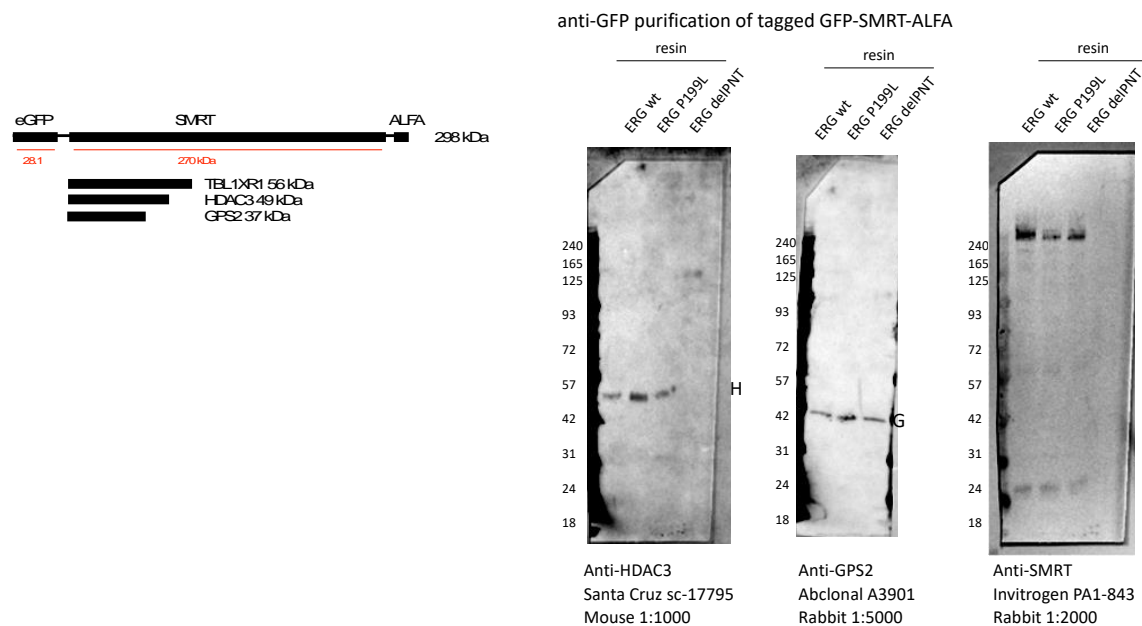 anti-GFP purification of tagged GFP-SMRT-ALFA
eGFP SMRT ALFA
298 kDa
28.1 270 kDa
TBL1XR1 56 kDa
HDAC3 49 kDa
GPS2 37 kDa
resin
ERG wt
ERG P199L
ERG delPNT
240
165
125
93
72
57
42
31
24
18
H
Anti-HDAC3
Santa Cruz sc-17795
Mouse 1:1000
resin
ERG wt
ERG P199L
ERG delPNT
240
165
125
93
72
57
42
31
24
18
G
Anti-GPS2
Abclonal A3901
Rabbit 1:5000
resin
ERG wt
ERG P199L
ERG delPNT
240
165
125
93
72
57
42
31
24
18
Anti-SMRT
Invitrogen PA1-843
Rabbit 1:2000